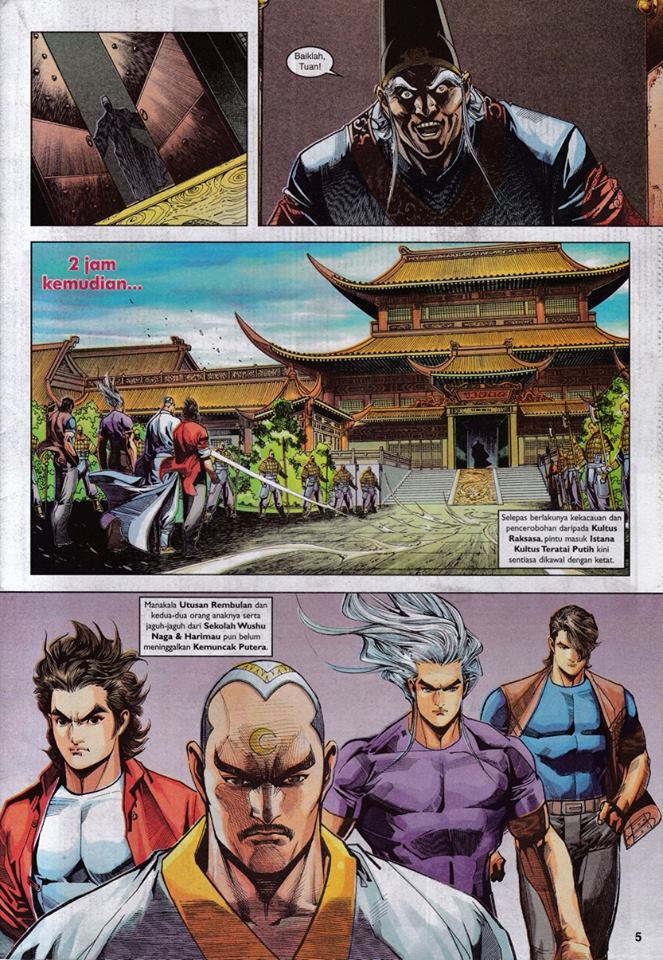 Baiklah,
Tuan!
2 jam
kemudian...
Selepas berlakunya kekacauan dan
pencerobohan daripada Kultus
Raksasa, pintu masuk Istana
Kultus Teratai Putih kini
sentiasa dikawal dengan ketat.
Manakala Utusan Rembulan dan
kedua-dua orang anaknya serta
jaguh-jaguh dari Sekolah Wushu
Naga & Harimau pun belum
meninggalkan Kemuncak Putera.
5